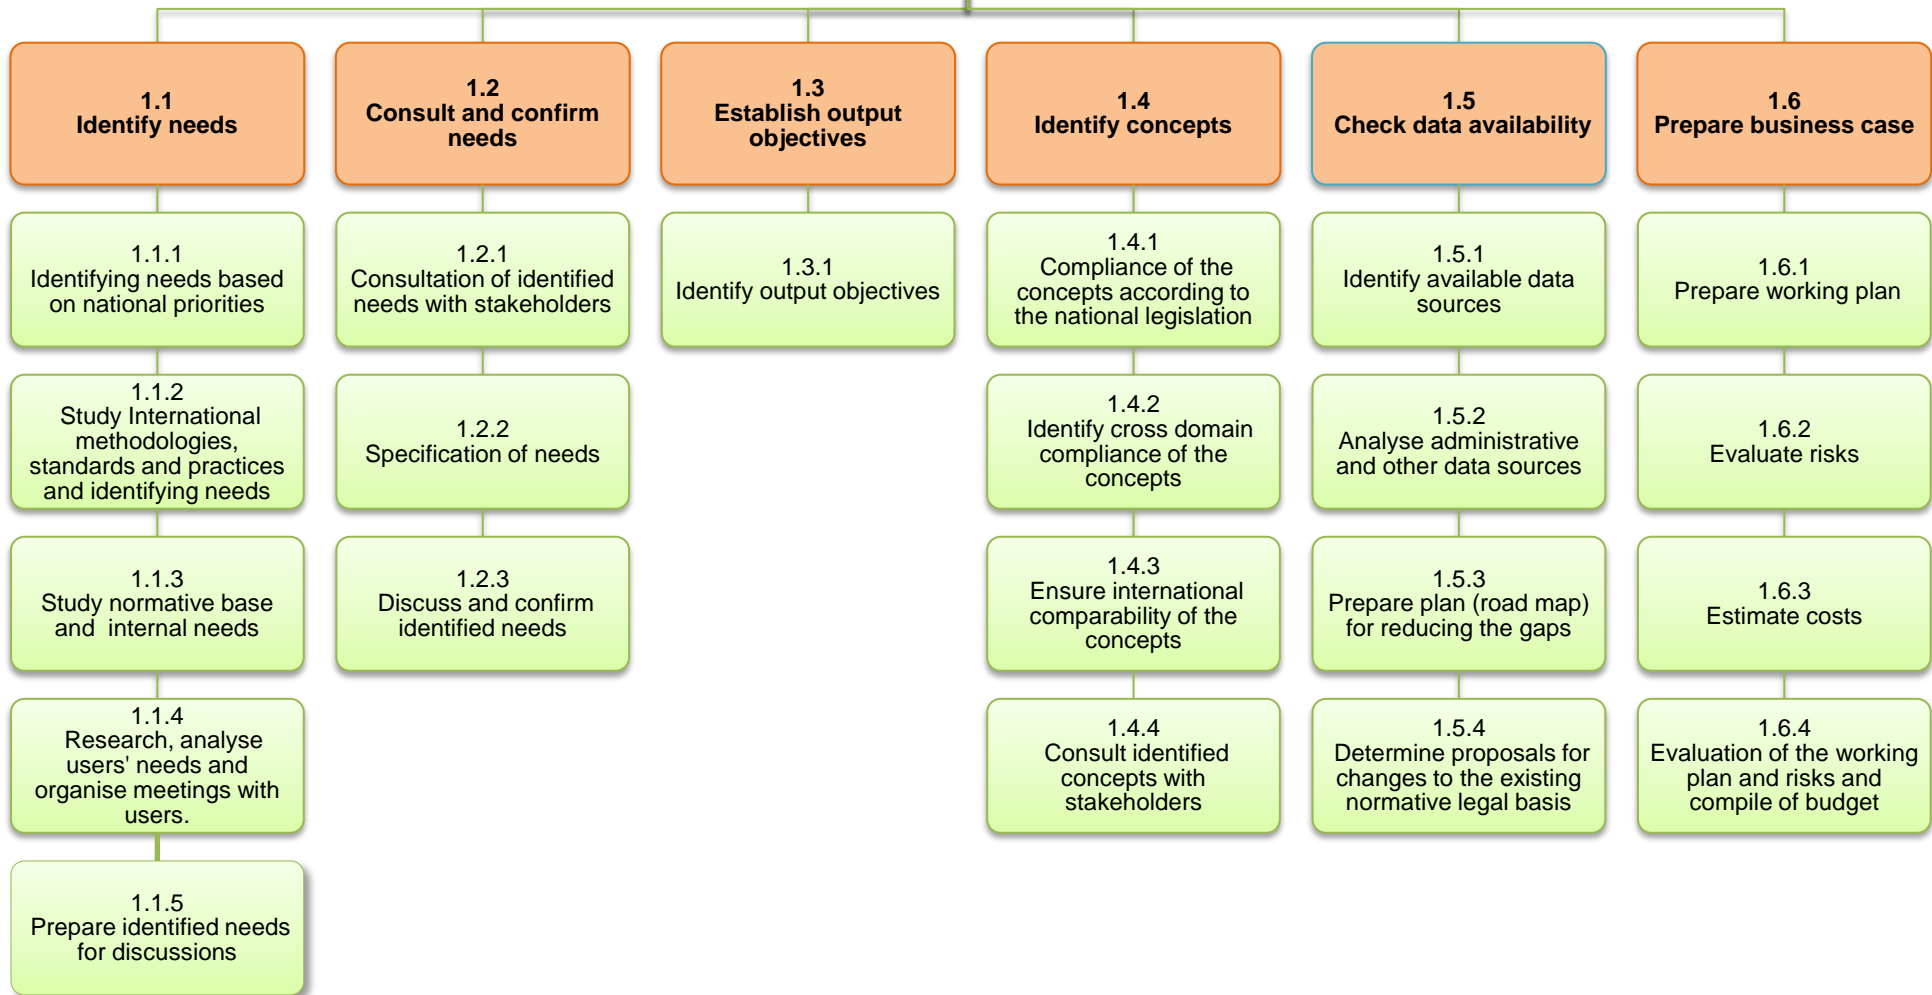 1.1
Identify needs
1.1.1
Identifying needs based
on national priorities
1.1.2
Study International
methodologies,
standards and practices
and identifying needs
1.1.3
Study normative base
and  internal needs
1.1.4
Research, analyse
users' needs and
organise meetings with
users.
1.1.5
Prepare identified needs
for discussions
1.2
Consult and confirm
needs
1.2.1
Consultation of identified
needs with stakeholders
1.2.2
Specification of needs
1.2.3
Discuss and confirm
identified needs
1.3
Establish output
objectives
1.3.1
Identify output objectives
1.4
Identify concepts
1.4.1
Compliance of the
concepts according to
the national legislation
1.4.2
Identify cross domain
compliance of the
concepts
1.4.3
Ensure international
comparability of the
concepts
1.4.4
Consult identified
concepts with
stakeholders
1.5
Check data availability
1.5.1
Identify available data
sources
1.5.2
Analyse administrative
and other data sources
1.5.3
Prepare plan (road map)
for reducing the gaps
1.5.4
Determine proposals for
changes to the existing
normative legal basis
1.6
Prepare business case
1.6.1
Prepare working plan
1.6.2
Evaluate risks
1.6.3
Estimate costs
1.6.4
Evaluation of the working
plan and risks and
compile of budget